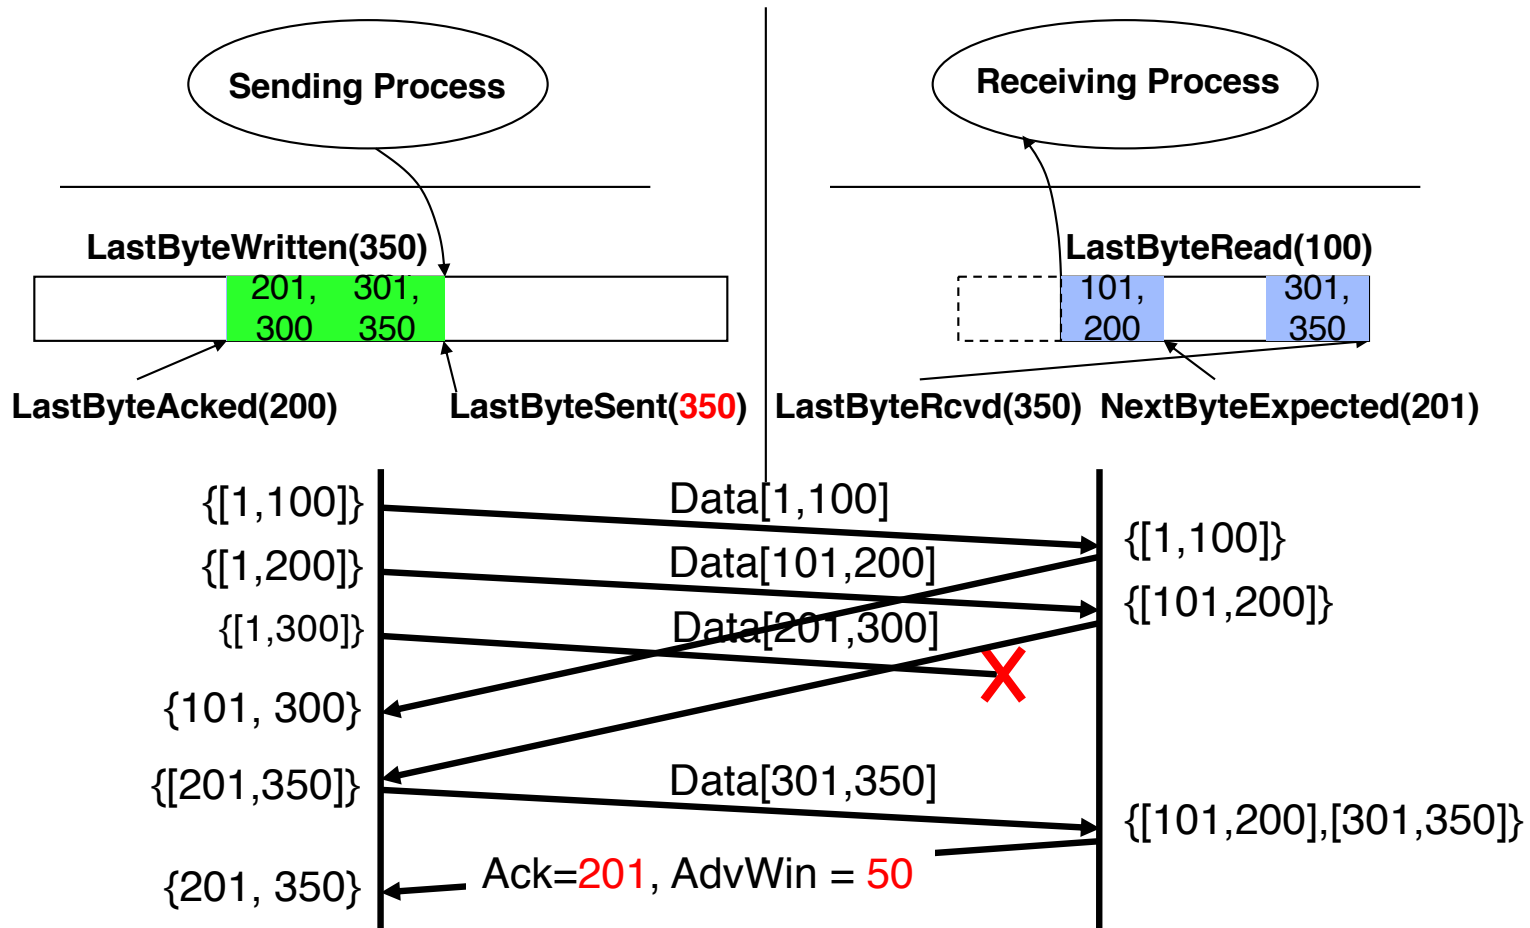 Sending Process
Receiving Process
LastByteWritten(350)
LastByteRead(100)
201, 301,
300 350
101, 301,
200 350
LastByteAcked(200)
LastByteSent(350)
LastByteRcvd(350)
NextByteExpected(201)
{[1,100]}
Data[1,100]
{[1,100]}
{[1,200]}
Data[101,200]
{[101,200]}
{[1,300]}
Data[201,300]
{101, 300}
{[201,350]}
Data[301,350]
{[101,200],[301,350]}
Ack=201, AdvWin = 50
{201, 350}